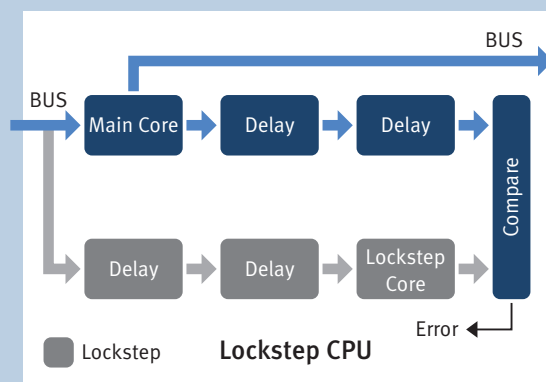 BUS
BUS
Main Core
Delay
Delay
Compare
Delay
Delay
Lockstep
Core
Error
Lockstep
Lockstep CPU